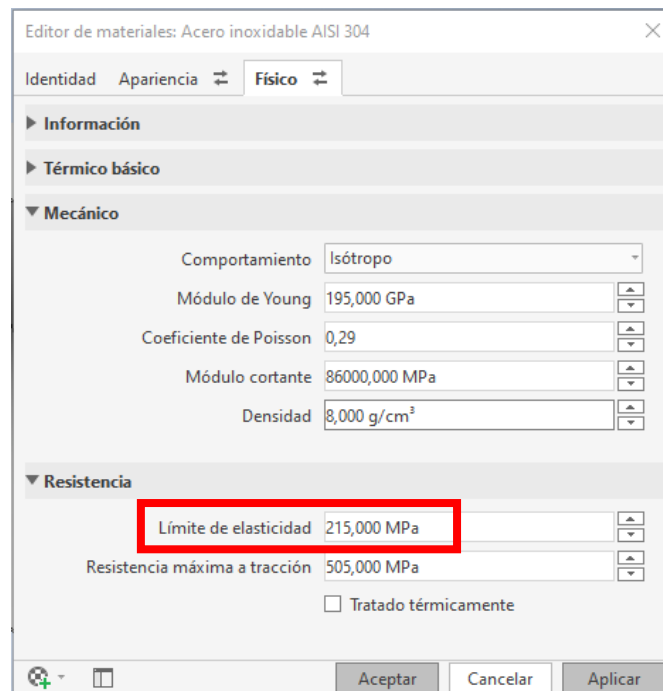 Editor de materiales: Acero inoxidable AISI 304
Identidad Apariencia Físico
Información
Térmico básico
Mecánico
Comportamiento Isótropo
Módulo de Young 195,000 GPa
Coeficiente de Poisson 0,29
Módulo cortante 86000,000 MPa
Densidad 8,000 g/cm³
Resistencia
Límite de elasticidad 215,000 MPa
Resistencia máxima a tracción 505,000 MPa
Tratado térmicamente
Aceptar Cancelar Aplicar